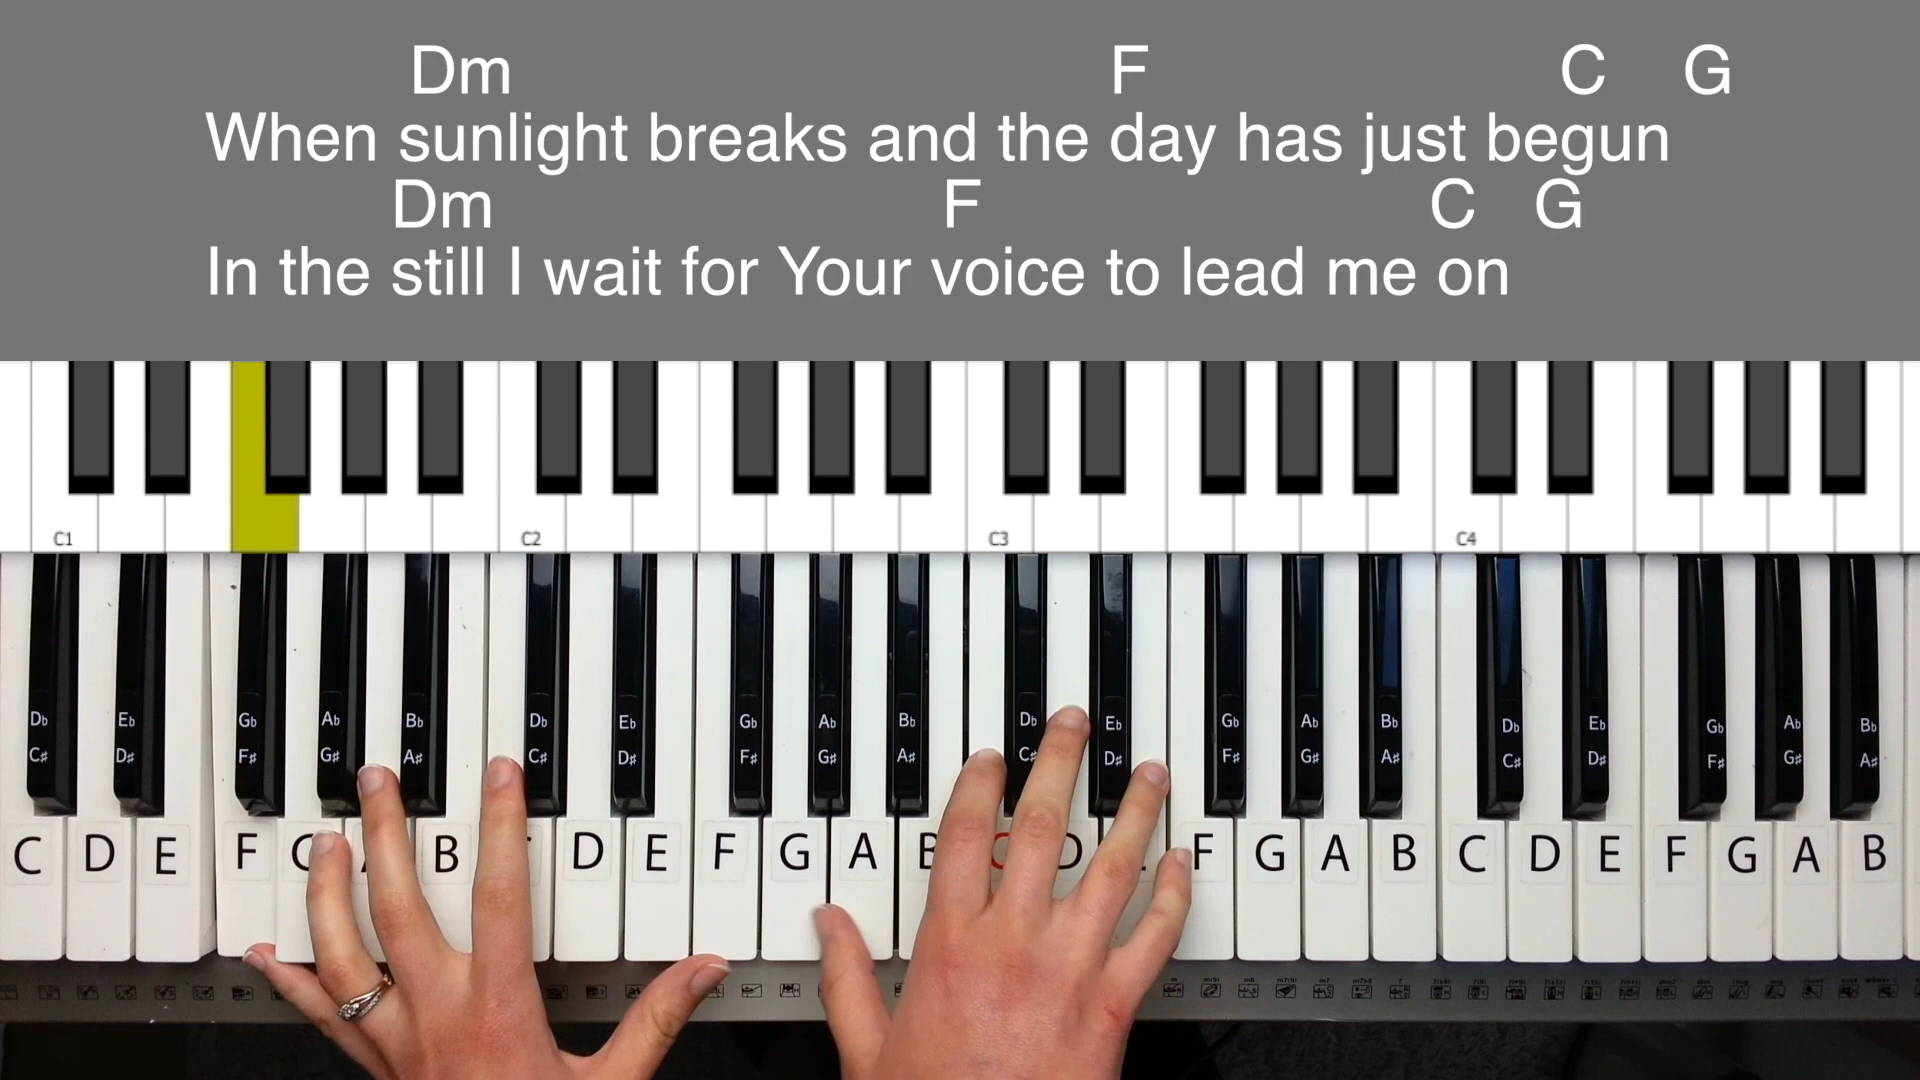 Dm F C G
When sunlight breaks and the day has just begun
Dm F C G
In the still I wait for Your voice to lead me on
C1 C2 C3 C4
Db Eb Gb Ab Bb Db Eb Gb Ab Bb Db Eb Gb Ab Bb Db Eb Gb Ab Bb
C♯ D♯ F♯ G♯ A♯ C♯ D♯ F♯ G♯ A♯ C♯ D♯ F♯ G♯ A♯ C♯ D♯ F♯ G♯ A♯
C D E F B D E F G A B D F G A B C D E F G A B